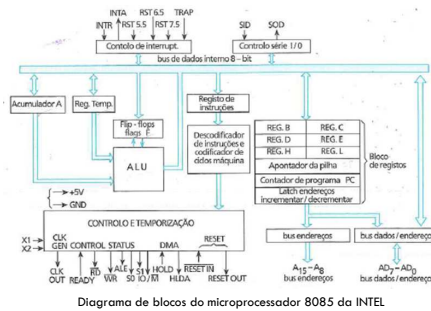 INTA RST 6.5 TRAP
INTR RST 5.5 RST 7.5
SID SOD
Contolo de interrupt.
Controlo série I/0
bus de dados interno 8 - bit
Acumulador A
Reg. Temp.
Flip - flops
flags F
ALU
Registo de
instruções
Descodificador
de instruções e
codificador de
ciclos máquina
REG. B REG. C
REG. D REG. E
REG. H REG. L
Apontador da pilha
Contador de programa PC
Latch endereços
incrementar / decrementar
Bloco
de registos
+5V
GND
CONTROLO E TEMPORIZAÇÃO
X1
X2
CLK
GEN CONTROL STATUS DMA RESET
CLK
OUT
READY
RD
WR
ALE
S0
S1
IO / M
HOLD
HLDA
RESET IN
RESET OUT
bus endereços
bus dados / endereço
A15 - A8
bus endereços
AD7 - AD0
bus dados / endereço
Diagrama de blocos do microprocessador 8085 da INTEL